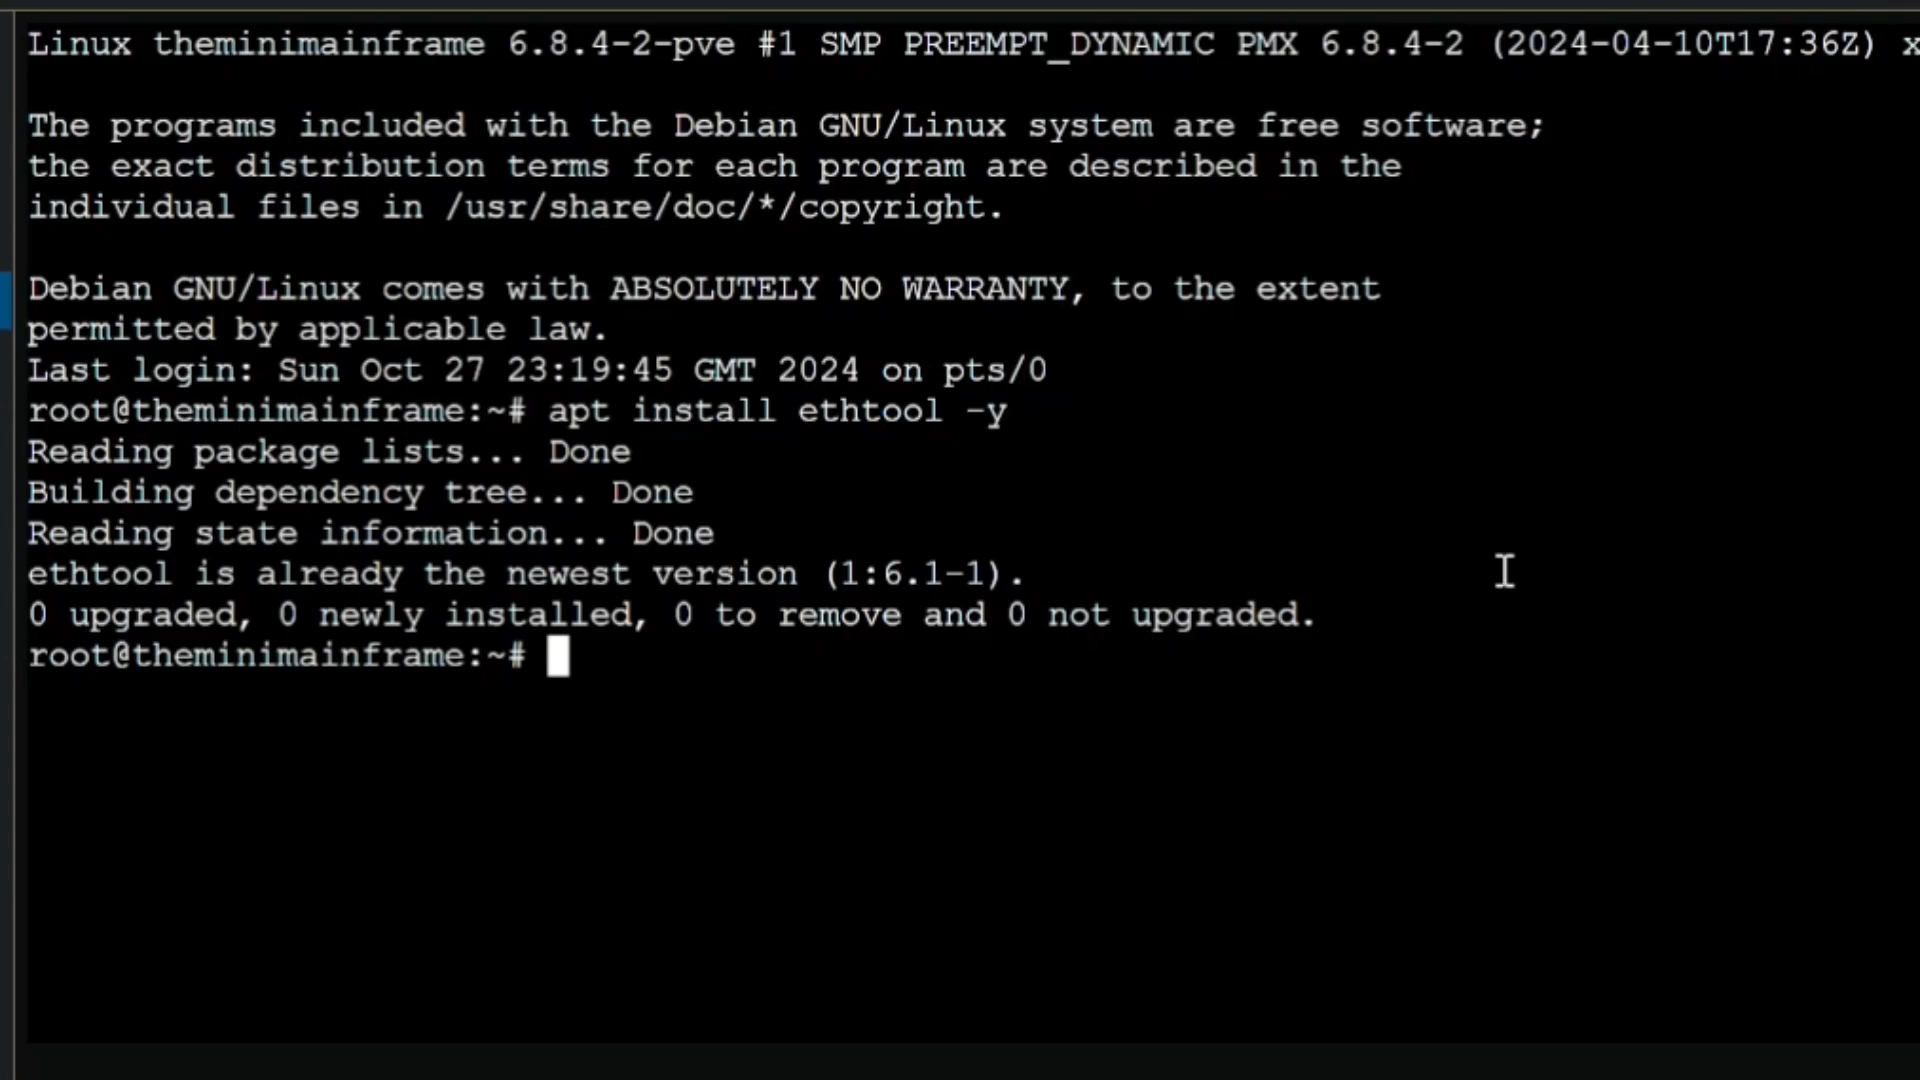 Linux theminimainframe 6.8.4-2-pve #1 SMP PREEMPT_DYNAMIC PMX 6.8.4-2 (2024-04-10T17:36Z) x
The programs included with the Debian GNU/Linux system are free software;
the exact distribution terms for each program are described in the
individual files in /usr/share/doc/*/copyright.
Debian GNU/Linux comes with ABSOLUTELY NO WARRANTY, to the extent
permitted by applicable law.
Last login: Sun Oct 27 23:19:45 GMT 2024 on pts/0
root@theminimainframe:~# apt install ethtool -y
Reading package lists... Done
Building dependency tree... Done
Reading state information... Done
ethtool is already the newest version (1:6.1-1).
0 upgraded, 0 newly installed, 0 to remove and 0 not upgraded.
root@theminimainframe:~#